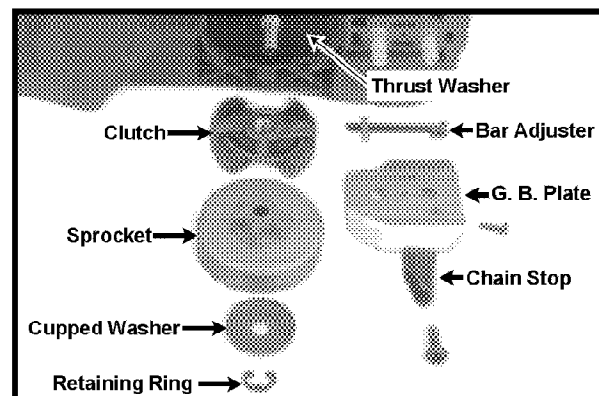 Thrust Washer
Clutch
Bar Adjuster
G. B. Plate
Sprocket
Chain Stop
Cupped Washer
Retaining Ring